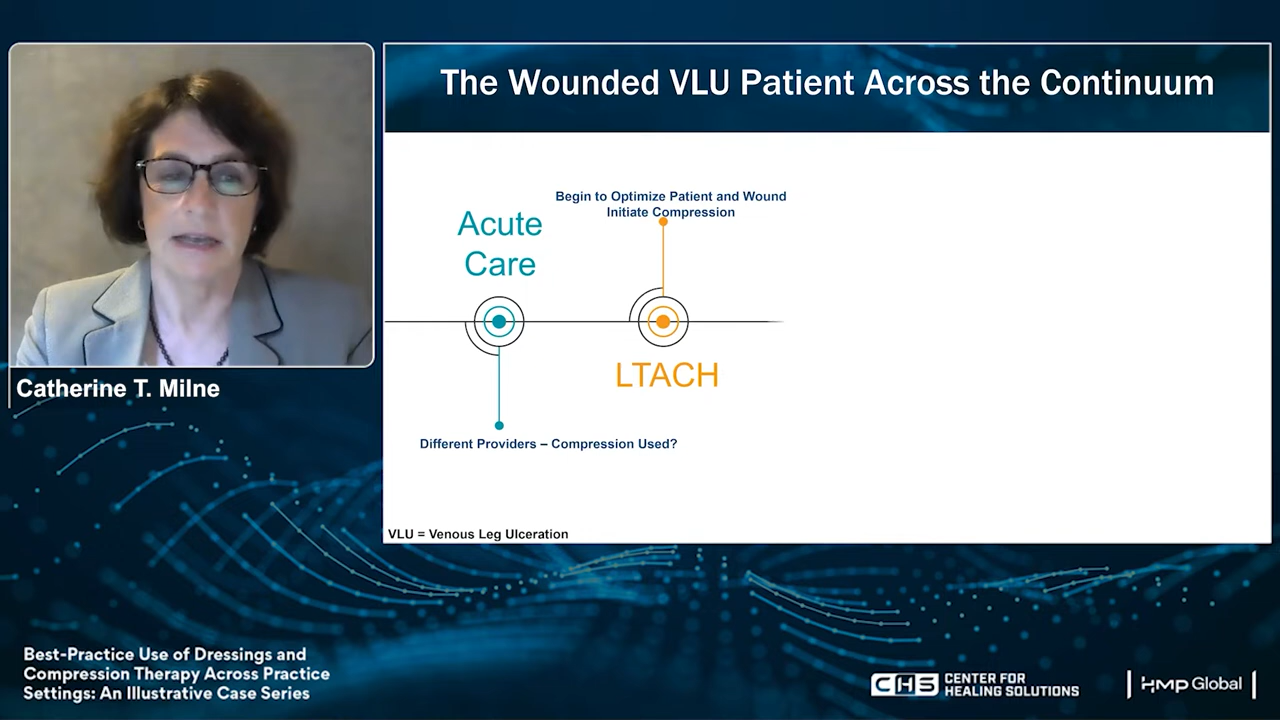 The Wounded VLU Patient Across the Continuum
Begin to Optimize Patient and Wound
Initiate Compression
Acute
Care
LTACH
Different Providers – Compression Used?
VLU = Venous Leg Ulceration
Catherine T. Milne
Best-Practice Use of Dressings and
Compression Therapy Across Practice
Settings: An Illustrative Case Series
CHS CENTER FOR
HEALING SOLUTIONS
HMP Global